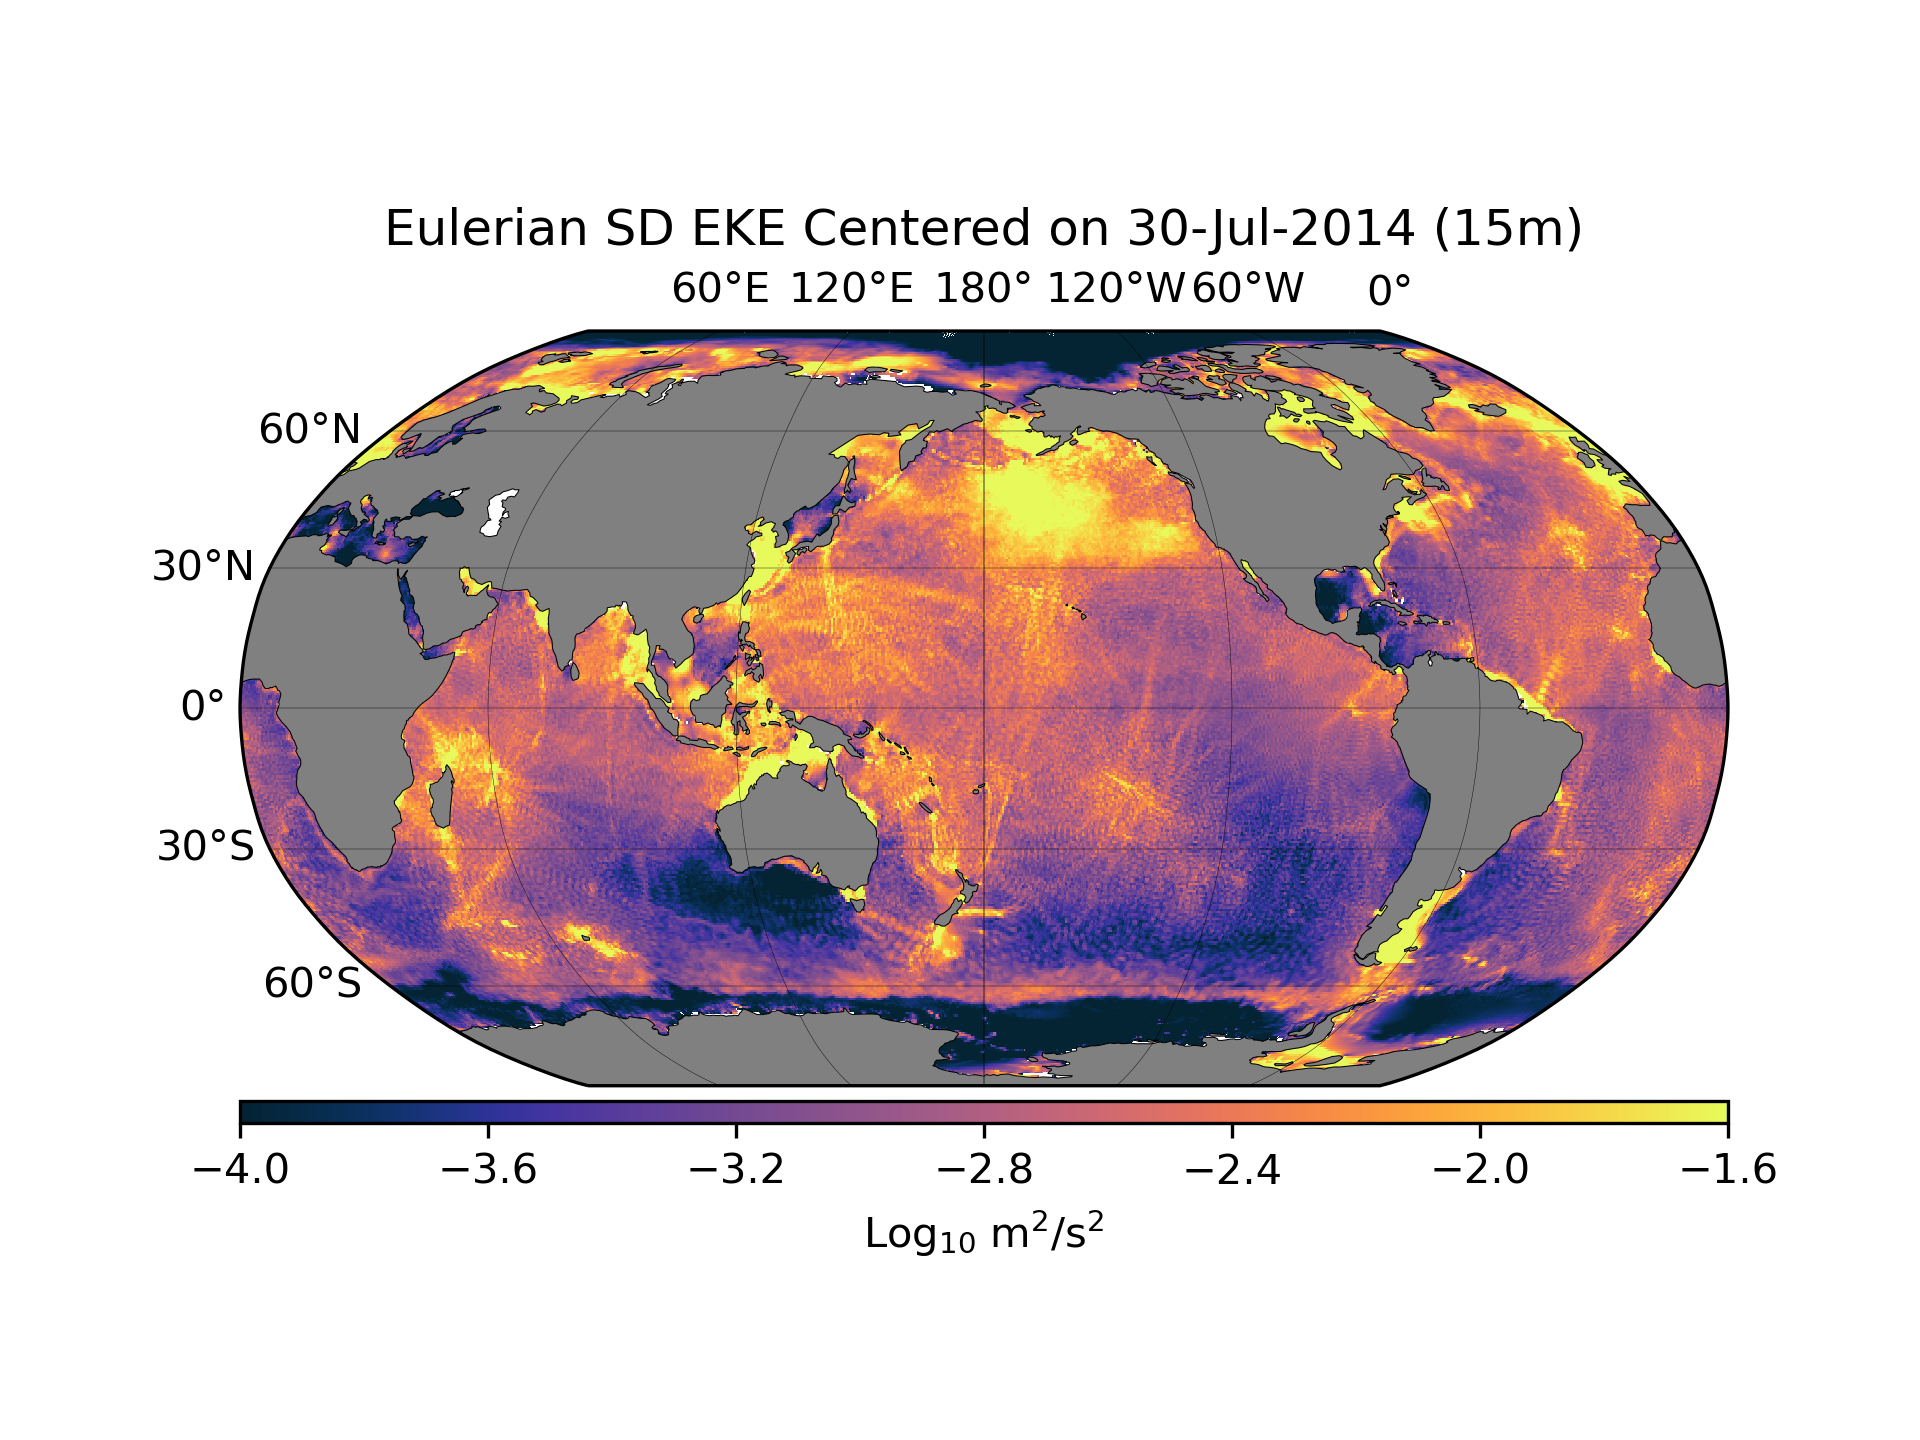 Eulerian SD EKE Centered on 30-Jul-2014 (15m)
60°E 120°E 180° 120°W 60°W 0°
60°N
30°N
0°
30°S
60°S
−4.0 −3.6 −3.2 −2.8 −2.4 −2.0 −1.6
Log₁₀ m²/s²